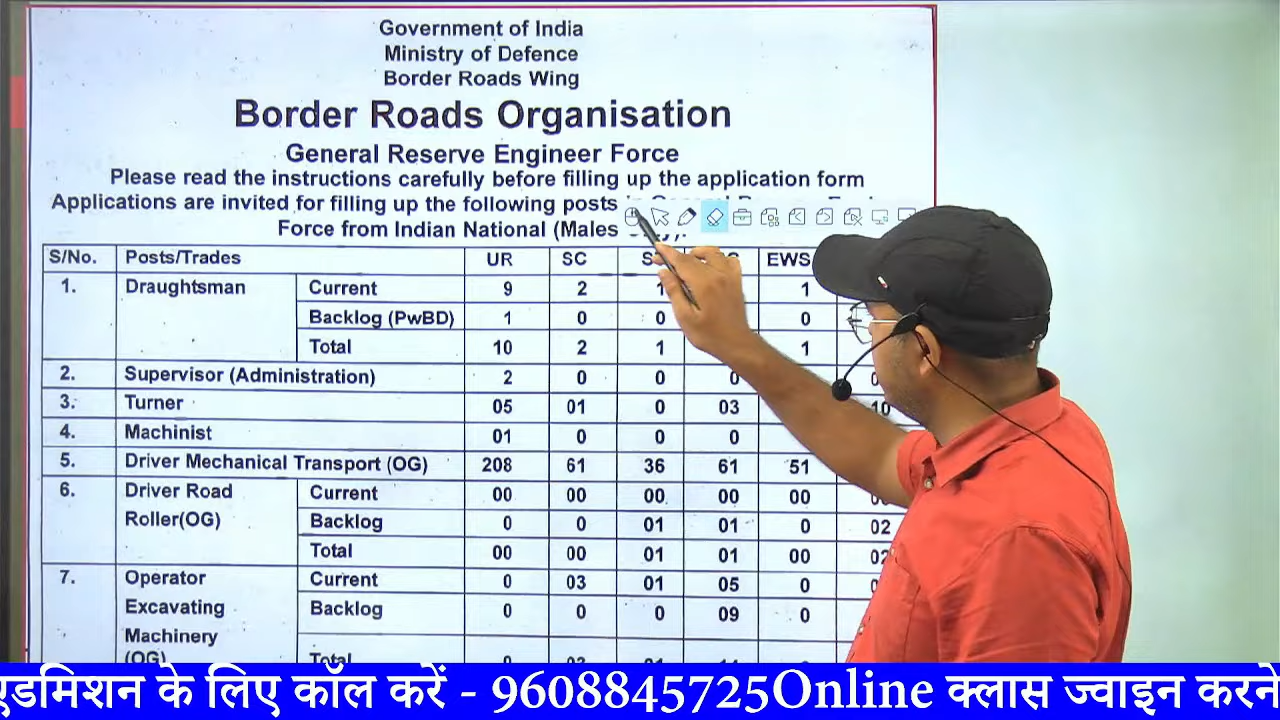 Government of India
Ministry of Defence
Border Roads Wing
Border Roads Organisation
General Reserve Engineer Force
Please read the instructions carefully before filling up the application form
Applications are invited for filling up the following posts
Force from Indian National (Males
S/No. Posts/Trades UR SC EWS
1. Draughtsman Current 9 2 1 1
Backlog (PwBD) 1 0 0 0
Total 10 2 1 1
2. Supervisor (Administration) 2 0 0 0
3. Turner 05 01 0 03 10
4. Machinist 01 0 0 0
5. Driver Mechanical Transport (OG) 208 61 36 61 51
6. Driver Road Roller(OG) Current 00 00 00 00 00
Backlog 0 0 01 01 0 02
Total 00 00 01 01 00 02
7. Operator Excavating Machinery (OG) Current 0 03 01 05 0
Backlog 0 0 0 09 0
Total
एडमिशन के लिए कॉल करें - 9608845725Online क्लास ज्वाइन करने